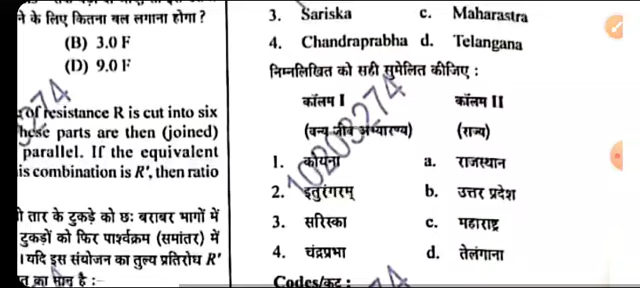 ने के लिए कितना बल लगाना होगा ?
(B) 3.0 F
(D) 9.0 F
of resistance R is cut into six
these parts are then (joined)
parallel. If the equivalent
is combination is R', then ratio
तार के टुकड़े को छः बराबर भागों में
टुकड़ों को फिर पार्श्वक्रम (समांतर) में
। यदि इस संयोजन का तुल्य प्रतिरोध R'
का मान है :-
3. Sariska c. Maharastra
4. Chandraprabha d. Telangana
निम्नलिखित को सही सुमेलित कीजिए :
कॉलम I कॉलम II
(वन्य जीव अभ्यारण्य) (राज्य)
1. कोयना a. राजस्थान
2. इतुरंगरम् b. उत्तर प्रदेश
3. सरिस्का c. महाराष्ट्र
4. चंद्रप्रभा d. तेलंगाना
Codes/कूट :
10803274